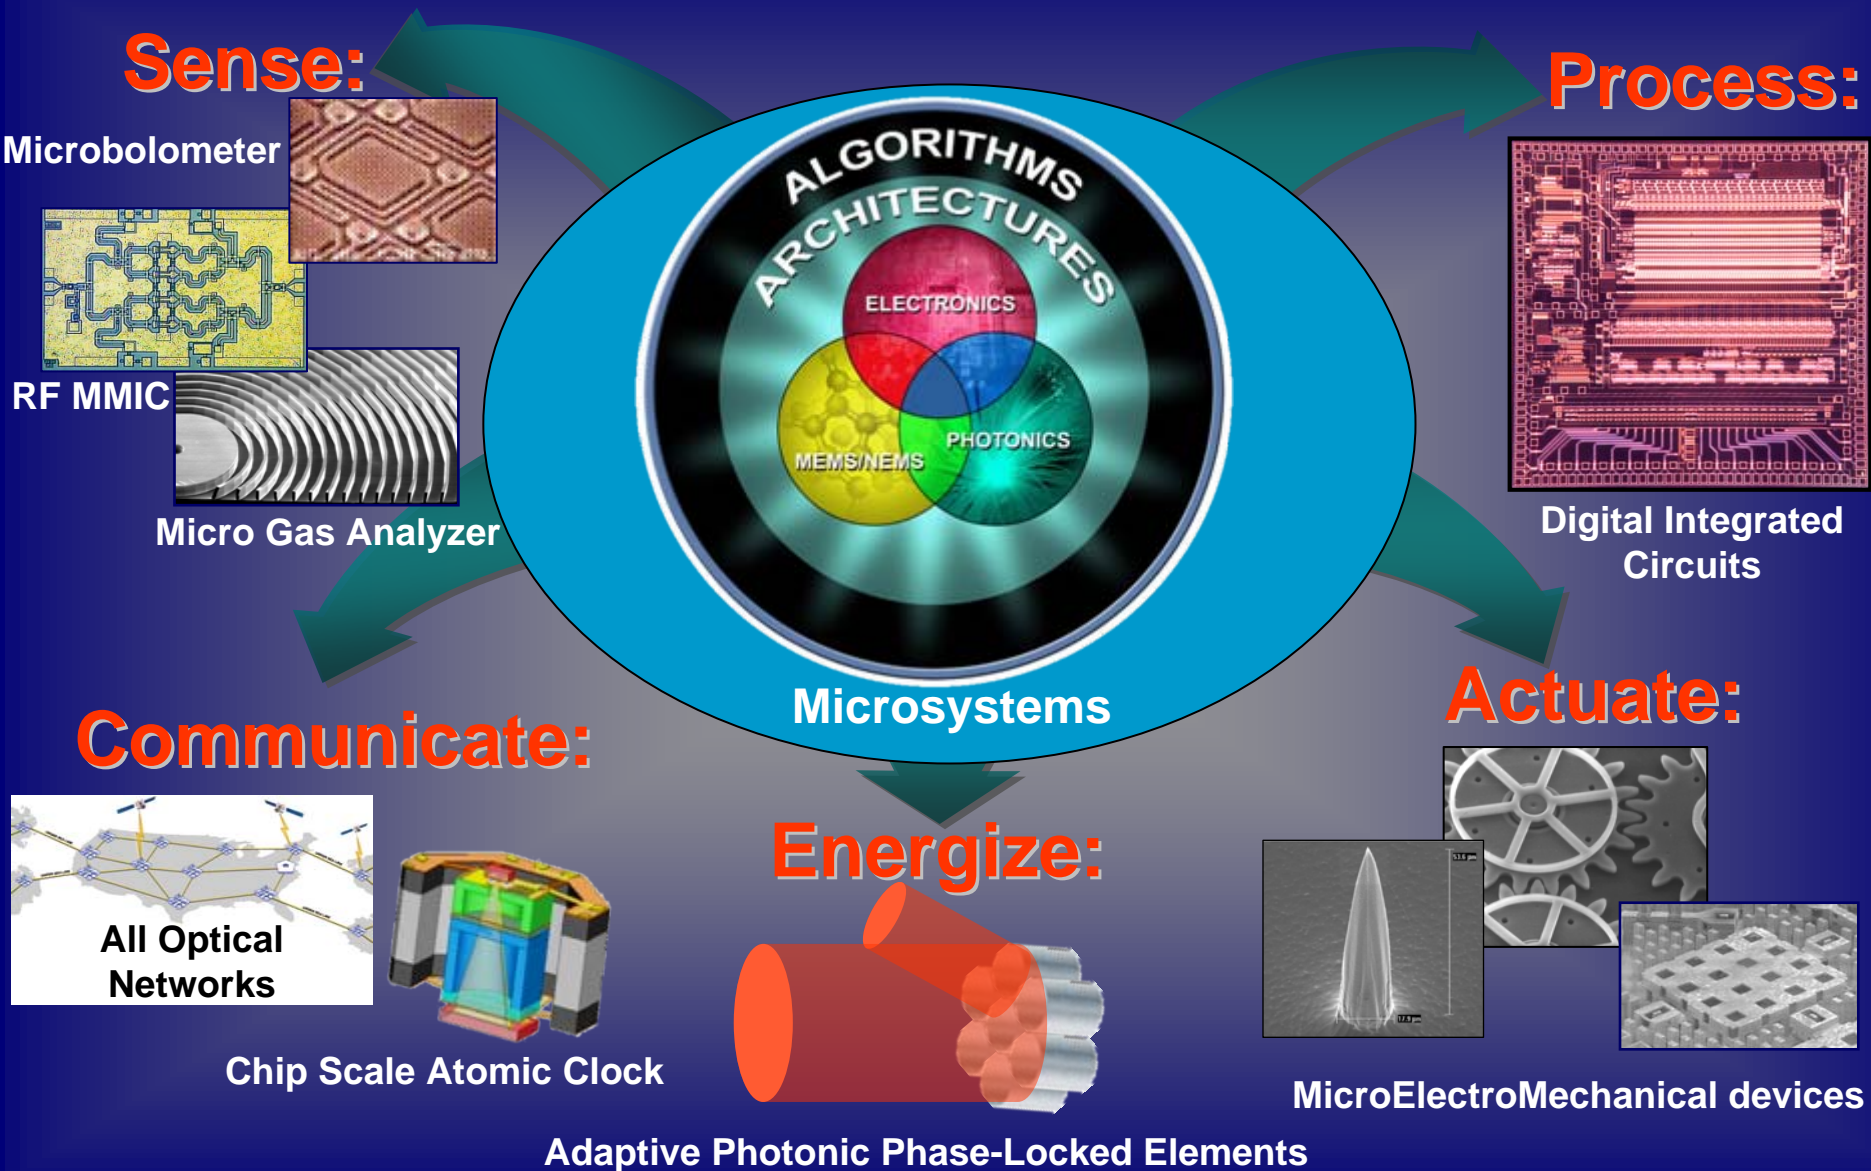 Sense:
Microbolometer
RF MMIC
Micro Gas Analyzer
ALGORITHMS
ARCHITECTURES
ELECTRONICS
MEMS/NEMS
PHOTONICS
Microsystems
Process:
Digital Integrated
Circuits
Communicate:
All Optical
Networks
Chip Scale Atomic Clock
Energize:
Adaptive Photonic Phase-Locked Elements
Actuate:
MicroElectroMechanical devices